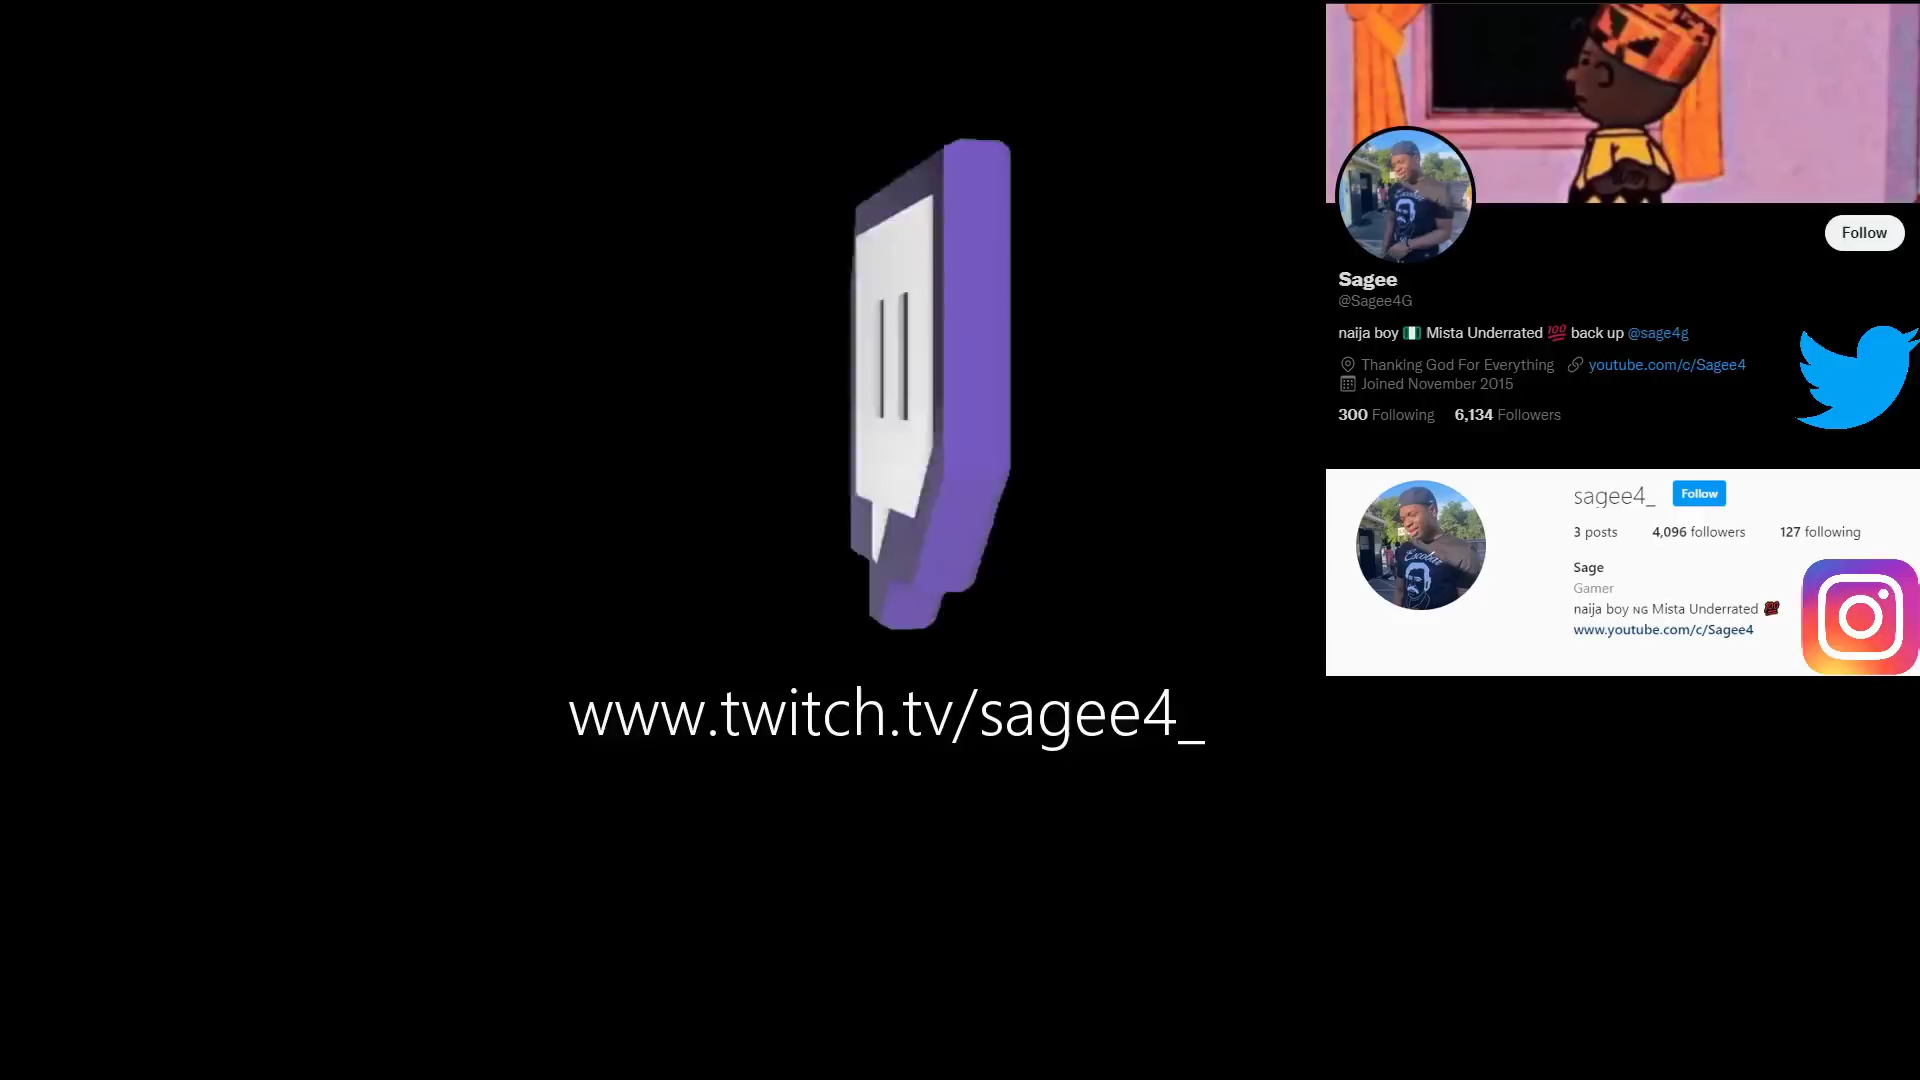 www.twitch.tv/sagee4_
Follow
Sagee
@Sagee4G
naija boy 🇳🇬 Mista Underrated 💯 back up @sage4g
Thanking God For Everything youtube.com/c/Sagee4
Joined November 2015
300 Following 6,134 Followers
sagee4_ Follow
3 posts 4,096 followers 127 following
Sage
Gamer
naija boy NG Mista Underrated 💯
www.youtube.com/c/Sagee4
Escobar